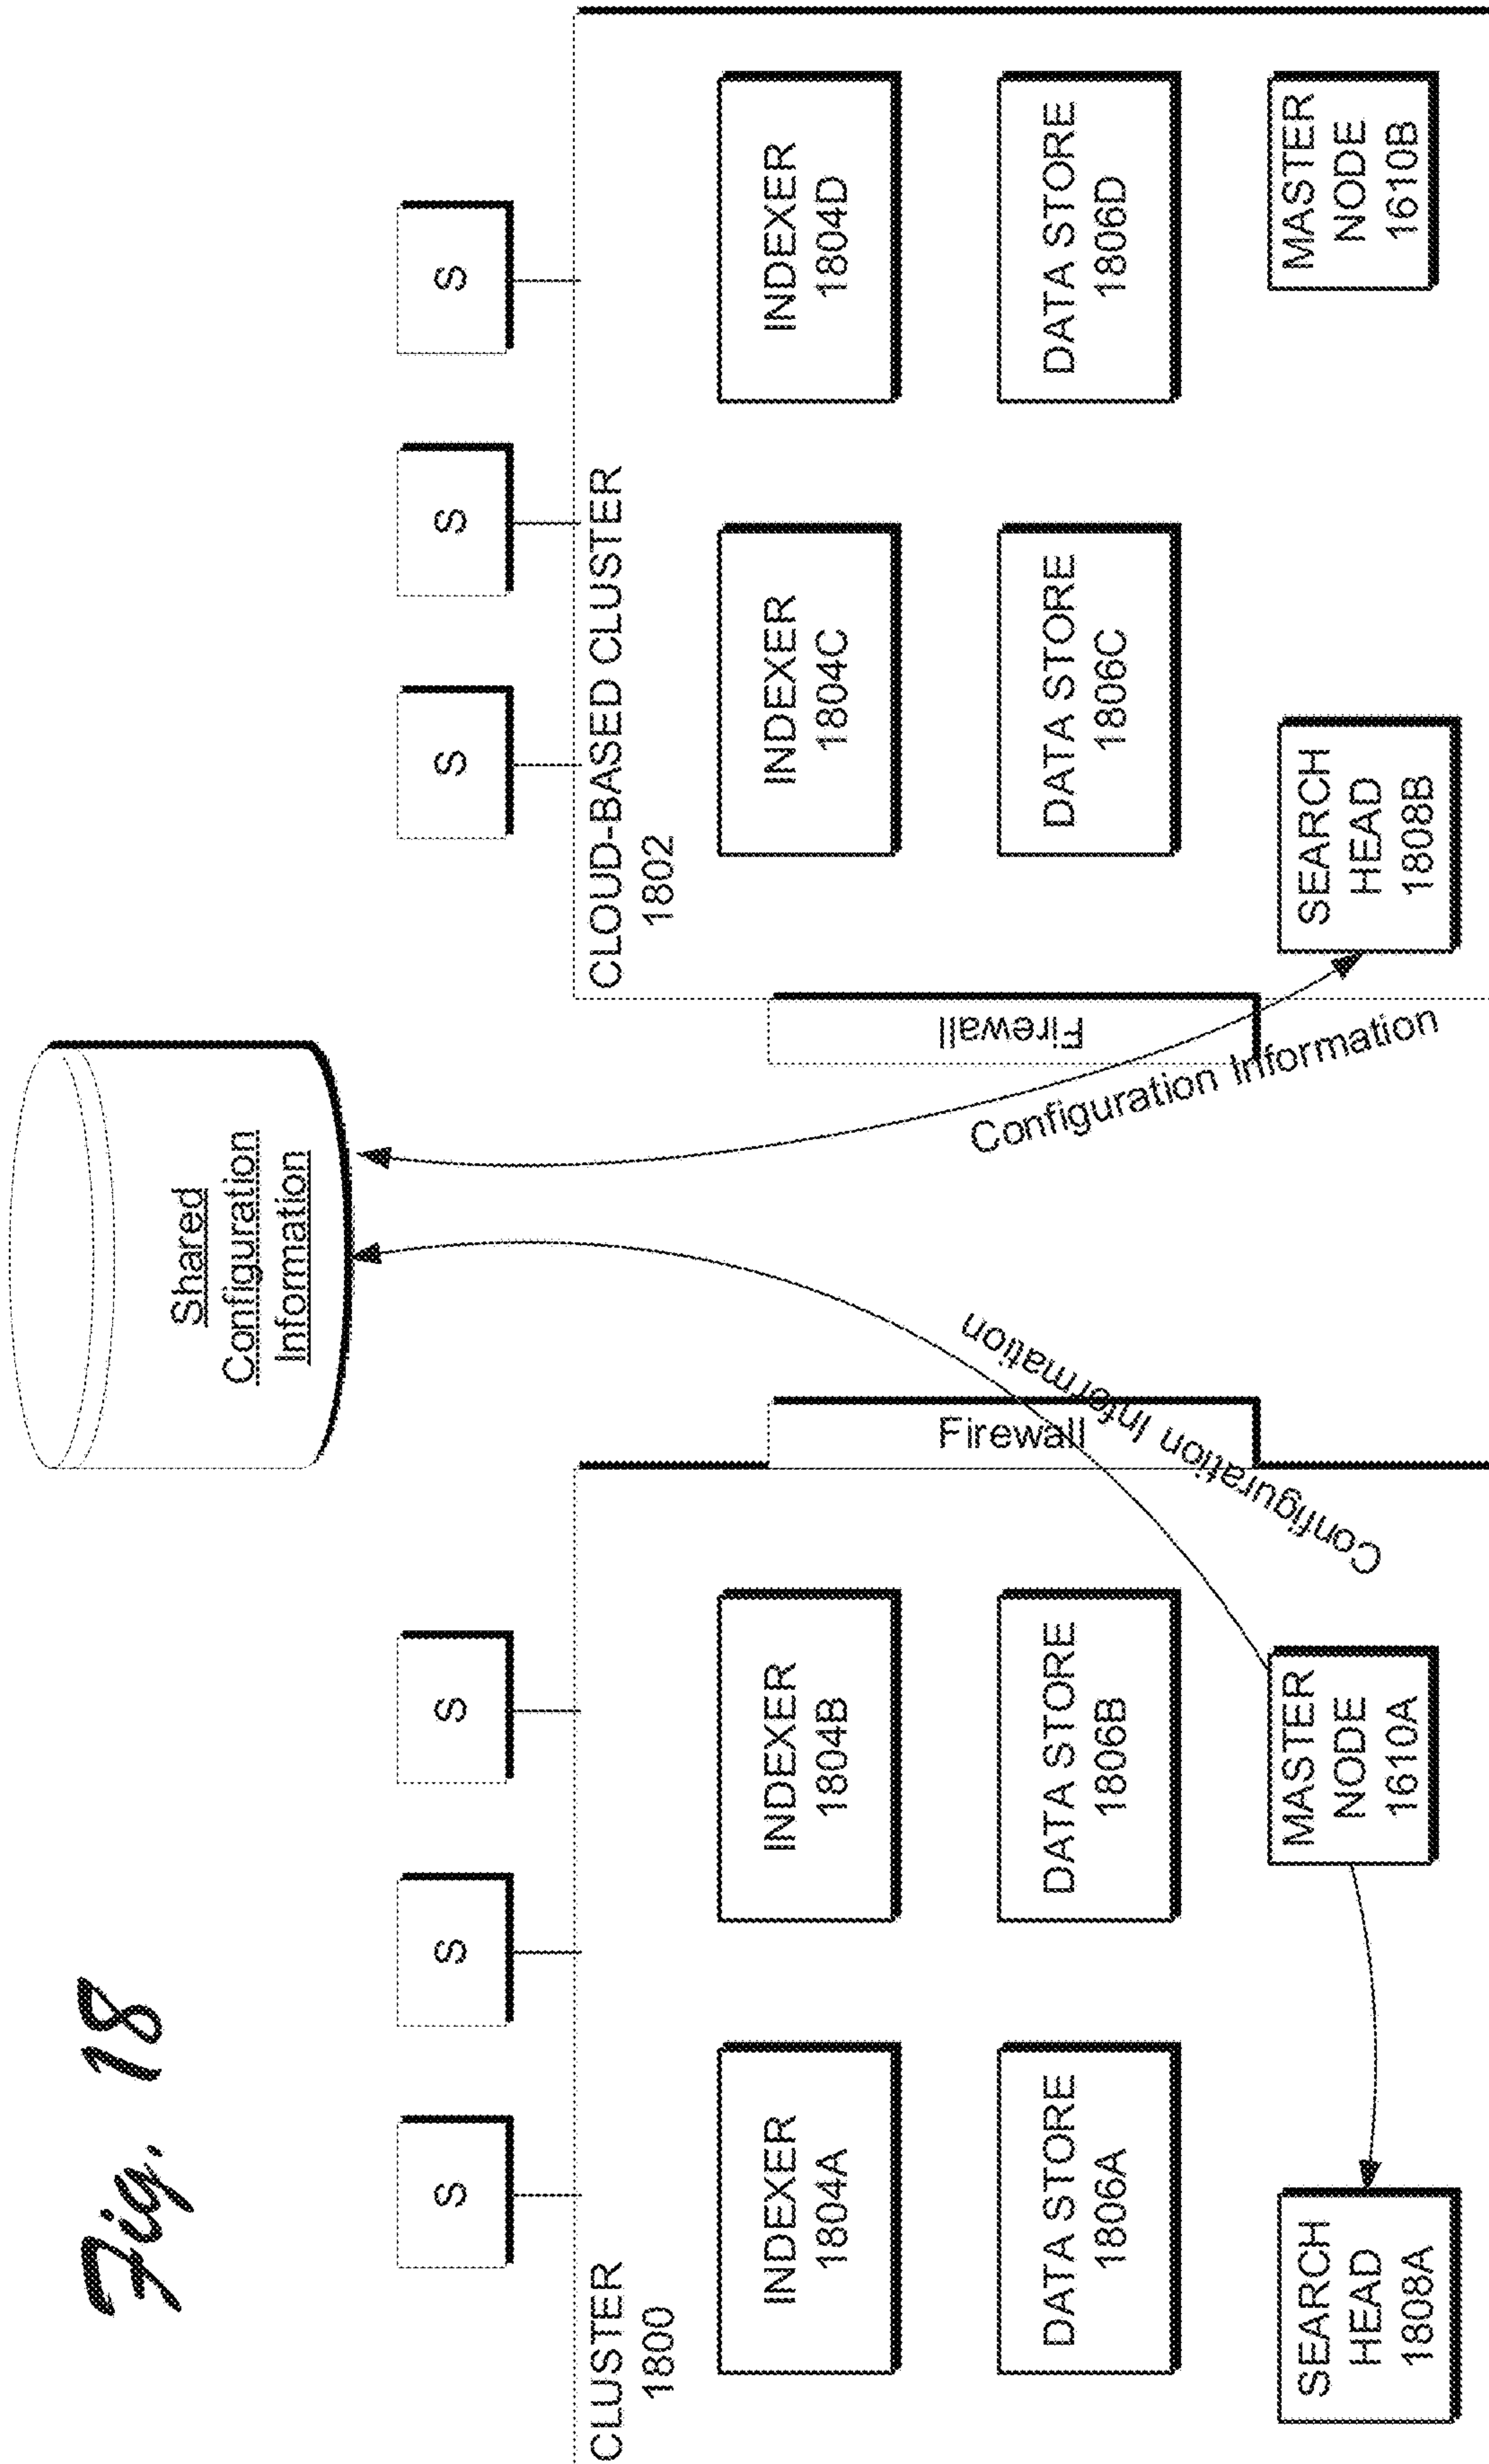 Fig. 18
Shared
Configuration
Information
S
S
S
S
S
S
CLUSTER
1800
INDEXER
1804A
INDEXER
1804B
DATA STORE
1806A
DATA STORE
1806B
SEARCH
HEAD
1808A
MASTER
NODE
1610A
Firewall
Configuration Information
Firewall
Configuration Information
CLOUD-BASED CLUSTER
1802
INDEXER
1804C
INDEXER
1804D
DATA STORE
1806C
DATA STORE
1806D
SEARCH
HEAD
1808B
MASTER
NODE
1610B